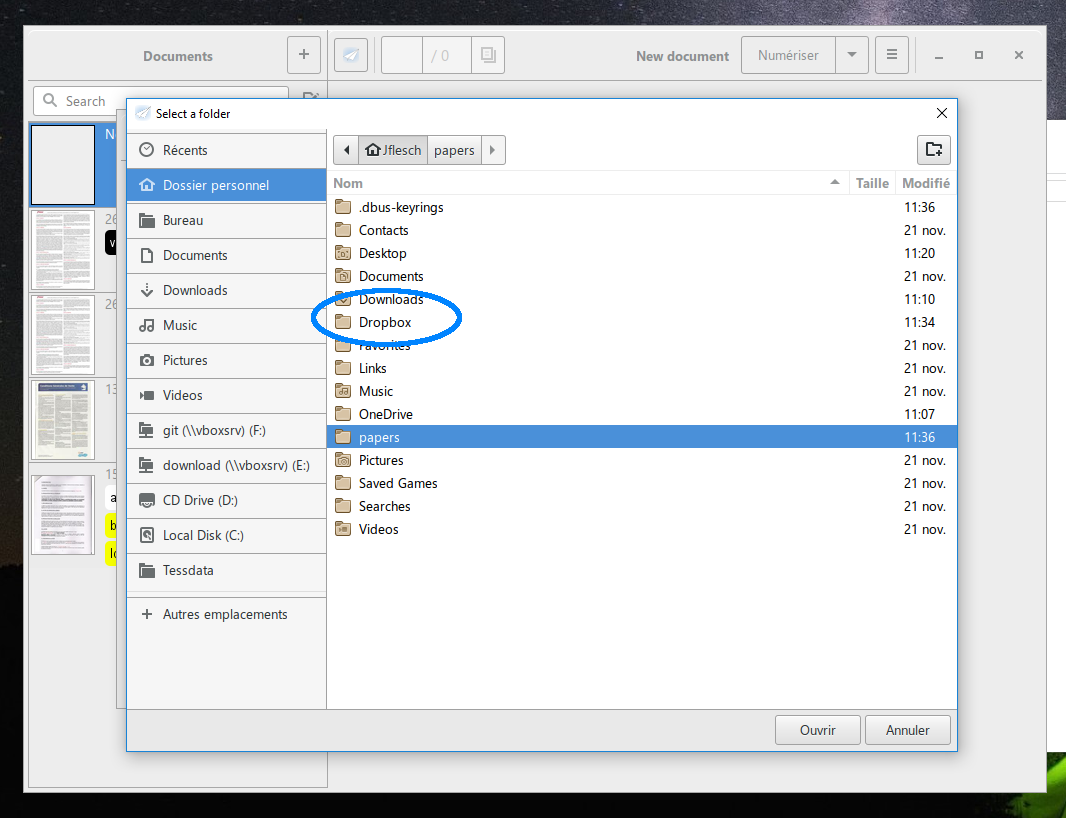 Documents
+
/ 0
New document
Numériser
Search
Select a folder
Récents
Dossier personnel
Bureau
Documents
Downloads
Music
Pictures
Videos
git (\\vboxsrv) (F:)
download (\\vboxsrv) (E:)
CD Drive (D:)
Local Disk (C:)
Tessdata
+ Autres emplacements
Jflesch
papers
Nom Taille Modifié
.dbus-keyrings 11:36
Contacts 21 nov.
Desktop 11:20
Documents 21 nov.
Downloads 11:10
Dropbox 11:34
Favorites 21 nov.
Links 21 nov.
Music 21 nov.
OneDrive 11:07
papers 11:36
Pictures 21 nov.
Saved Games 21 nov.
Searches 21 nov.
Videos 21 nov.
Ouvrir
Annuler